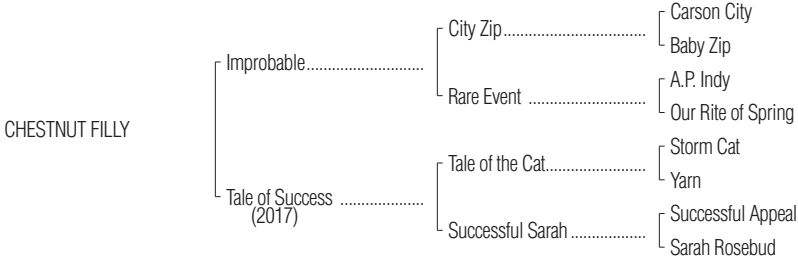 Carson City
City Zip
Baby Zip
Improbable
A.P. Indy
Rare Event
Our Rite of Spring
CHESTNUT FILLY
Storm Cat
Tale of the Cat
Yarn
Tale of Success
(2017)
Successful Appeal
Successful Sarah
Sarah Rosebud